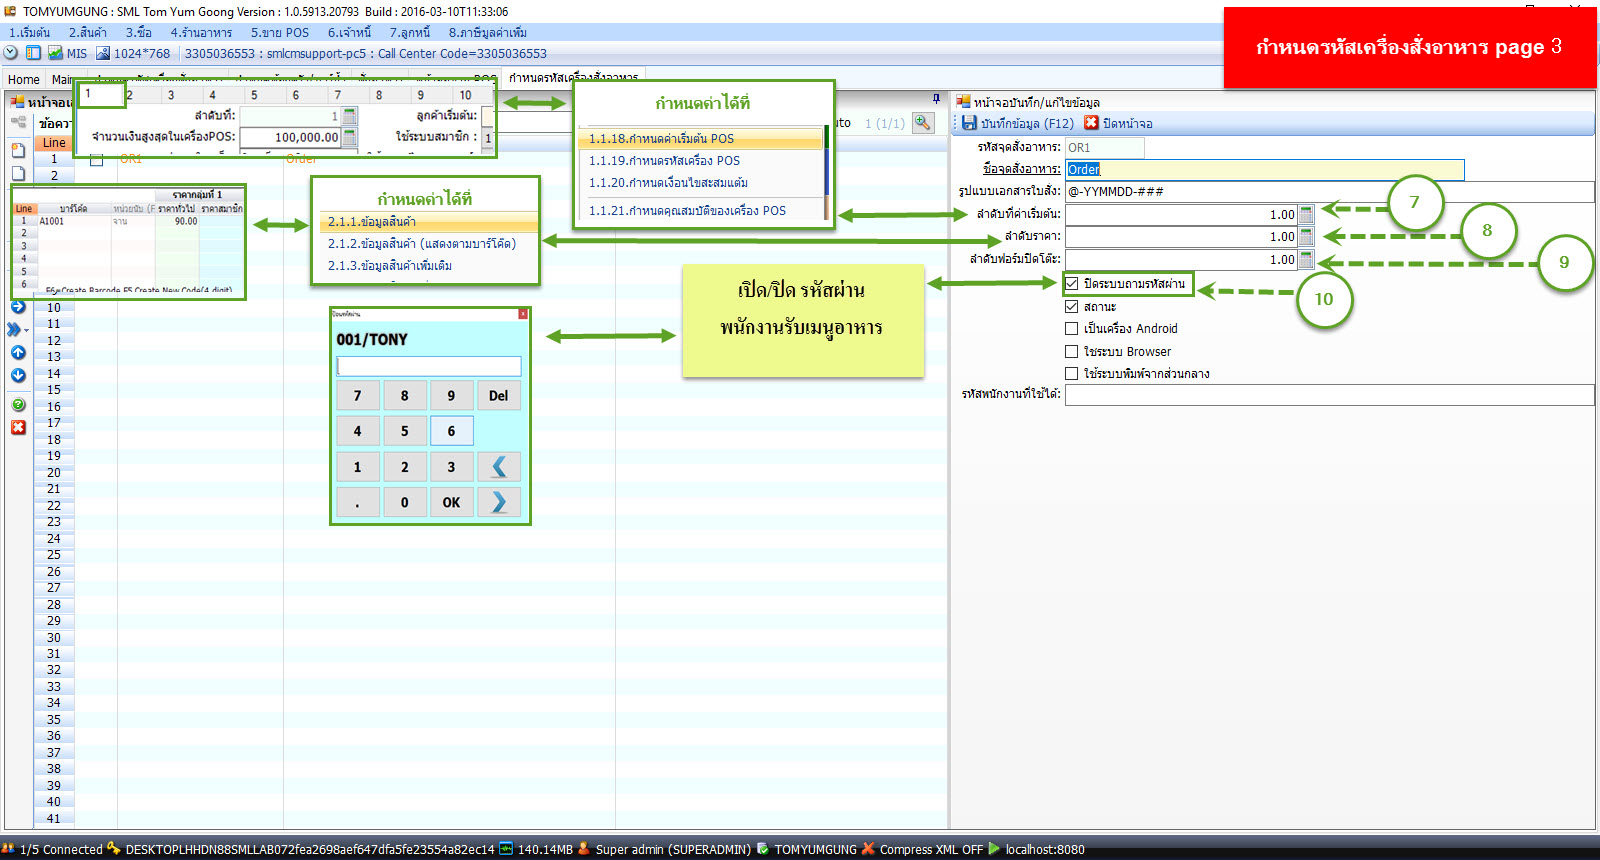 TOMYUMGUNG : SML Tom Yum Goong Version : 1.0.5913.20793  Build : 2016-03-10T11:33:06
1.เริ่มต้น 2.สินค้า 3.ซื้อ 4.ร้านอาหาร 5.ขาย POS 6.เจ้าหนี้ 7.ลูกหนี้ 8.ภาษีมูลค่าเพิ่ม
MIS 1024*768 3305036553 : smlcmsupport-pc5 : Call Center Code=3305036553
กำหนดรหัสเครื่องสั่งอาหาร page 3
Home กำหนดรหัสเครื่องสั่งอาหาร
1 2 3 4 5 6 7 8 9 10
ลำดับที่: 1 ลูกค้าเริ่มต้น:
จำนวนเงินสูงสุดในเครื่องPOS: 100,000.00 ใช้ระบบสมาชิก : 1
กำหนดค่าได้ที่
1.1.18.กำหนดค่าเริ่มต้น POS
1.1.19.กำหนดรหัสเครื่อง POS
1.1.20.กำหนดเงื่อนไขสะสมแต้ม
1.1.21.กำหนดคุณสมบัติของเครื่อง POS
1 (1/1)
Line
1 OR1 Order
2
ราคากลุ่มที่ 1
Line บาร์โค้ด ราคาทั่วไป ราคาสมาชิก
1 A1001 จาน 90.00
2
3
4
5
6
F6=Create Barcode F5 Create New Code(4 digit)
กำหนดค่าได้ที่
2.1.1.ข้อมูลสินค้า
2.1.2.ข้อมูลสินค้า (แสดงตามบาร์โค้ด)
2.1.3.ข้อมูลสินค้าเพิ่มเติม
เปิด/ปิด รหัสผ่าน
พนักงานรับเมนูอาหาร
ป้อนรหัสผ่าน
001/TONY
7 8 9 Del
4 5 6
1 2 3
. 0 OK
10
11
12
13
14
15
16
17
18
19
20
21
22
23
24
25
26
27
28
29
30
31
32
33
34
35
36
37
38
39
40
41
หน้าจอบันทึก/แก้ไขข้อมูล
บันทึกข้อมูล (F12) ปิดหน้าจอ
รหัสจุดสั่งอาหาร: OR1
ชื่อจุดสั่งอาหาร: Order
รูปแบบเอกสารใบสั่ง: @-YYMMDD-###
ลำดับที่ค่าเริ่มต้น: 1.00 7
ลำดับราคา: 1.00 8
ลำดับฟอร์มปิดโต๊ะ: 1.00 9
ปิดระบบถามรหัสผ่าน 10
สถานะ
เป็นเครื่อง Android
ใช้ระบบ Browser
ใช้ระบบพิมพ์จากส่วนกลาง
รหัสพนักงานที่ใช้ได้:
1/5 Connected DESKTOPLHHDN88SMLLAB072fea2698aef647dfa5fe23554a82ec14 140.14MB Super admin (SUPERADMIN) TOMYUMGUNG Compress XML OFF localhost:8080